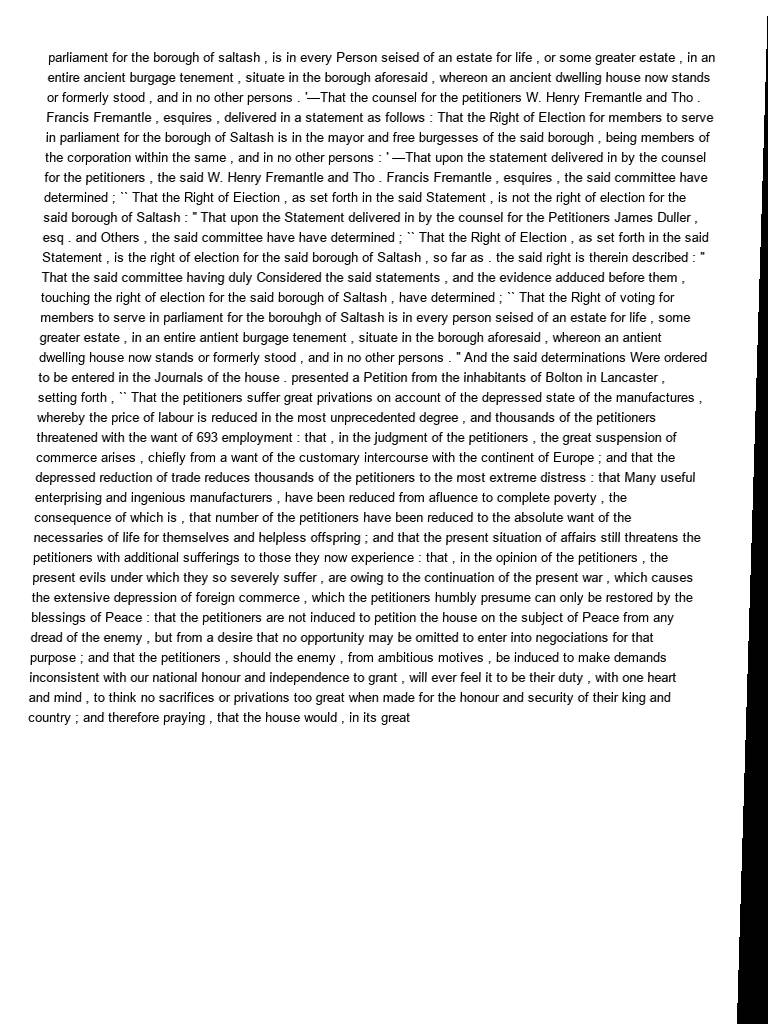 parliament for the borough of saltash , is in every Person seised of an estate for life , or some greater estate , in an
entire ancient burgage tenement , situate in the borough aforesaid , whereon an ancient dwelling house now stands
or formerly stood , and in no other persons . '—That the counsel for the petitioners W. Henry Fremantle and Tho .
Francis Fremantle , esquires , delivered in a statement as follows : That the Right of Election for members to serve
in parliament for the borough of Saltash is in the mayor and free burgesses of the said borough , being members of
the corporation within the same , and in no other persons : ' —That upon the statement delivered in by the counsel
for the petitioners , the said W. Henry Fremantle and Tho . Francis Fremantle , esquires , the said committee have
determined ; `` That the Right of Eiection , as set forth in the said Statement , is not the right of election for the
said borough of Saltash : '' That upon the Statement delivered in by the counsel for the Petitioners James Duller ,
esq . and Others , the said committee have have determined ; `` That the Right of Election , as set forth in the said
Statement , is the right of election for the said borough of Saltash , so far as . the said right is therein described : ''
That the said committee having duly Considered the said statements , and the evidence adduced before them ,
touching the right of election for the said borough of Saltash , have determined ; `` That the Right of voting for
members to serve in parliament for the borouhgh of Saltash is in every person seised of an estate for life , some
greater estate , in an entire antient burgage tenement , situate in the borough aforesaid , whereon an antient
dwelling house now stands or formerly stood , and in no other persons . '' And the said determinations Were ordered
to be entered in the Journals of the house . presented a Petition from the inhabitants of Bolton in Lancaster ,
setting forth , `` That the petitioners suffer great privations on account of the depressed state of the manufactures ,
whereby the price of labour is reduced in the most unprecedented degree , and thousands of the petitioners
threatened with the want of 693 employment : that , in the judgment of the petitioners , the great suspension of
commerce arises , chiefly from a want of the customary intercourse with the continent of Europe ; and that the
depressed reduction of trade reduces thousands of the petitioners to the most extreme distress : that Many useful
enterprising and ingenious manufacturers , have been reduced from afluence to complete poverty , the
consequence of which is , that number of the petitioners have been reduced to the absolute want of the
necessaries of life for themselves and helpless offspring ; and that the present situation of affairs still threatens the
petitioners with additional sufferings to those they now experience : that , in the opinion of the petitioners , the
present evils under which they so severely suffer , are owing to the continuation of the present war , which causes
the extensive depression of foreign commerce , which the petitioners humbly presume can only be restored by the
blessings of Peace : that the petitioners are not induced to petition the house on the subject of Peace from any
dread of the enemy , but from a desire that no opportunity may be omitted to enter into negociations for that
purpose ; and that the petitioners , should the enemy , from ambitious motives , be induced to make demands
inconsistent with our national honour and independence to grant , will ever feel it to be their duty , with one heart
and mind , to think no sacrifices or privations too great when made for the honour and security of their king and
country ; and therefore praying , that the house would , in its great